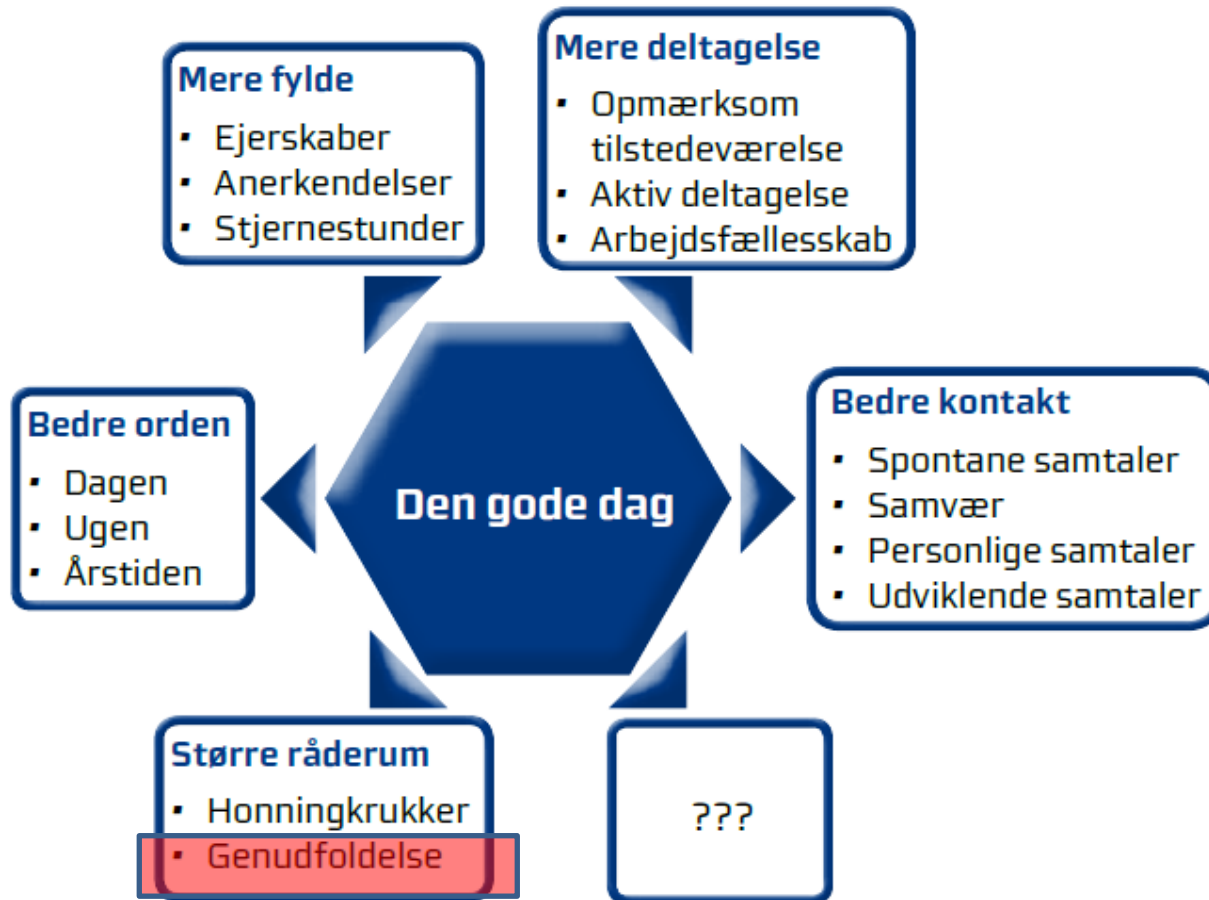 Mere fylde
▪ Ejerskaber
▪ Anerkendelser
▪ Stjernestunder
Mere deltagelse
▪ Opmærksom
tilstedeværelse
▪ Aktiv deltagelse
▪ Arbejdsfællesskab
Bedre orden
▪ Dagen
▪ Ugen
▪ Årstiden
Den gode dag
Bedre kontakt
▪ Spontane samtaler
▪ Samvær
▪ Personlige samtaler
▪ Udviklende samtaler
Større råderum
▪ Honningkrukker
▪ Genudfoldelse
???